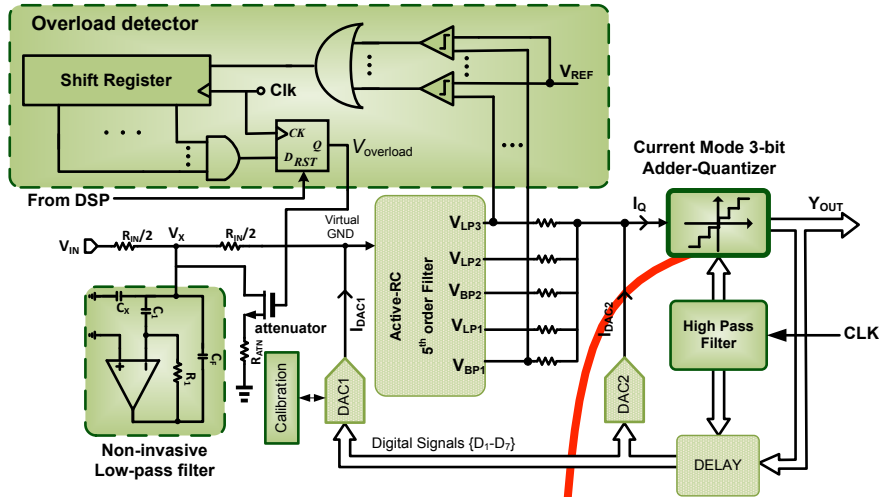 Overload detector
Shift Register
Clk
V_REF
CK
D
Q
RST
V_overload
From DSP
Current Mode 3-bit
Adder-Quantizer
I_Q
Y_OUT
V_IN
R_IN/2
V_X
R_IN/2
Virtual
GND
C_X
C_1
R_1
C_F
R_ATN
attenuator
Non-invasive
Low-pass filter
I_DAC1
Calibration
DAC1
Active-RC
5th order Filter
V_LP3
V_LP2
V_BP2
V_LP1
V_BP1
I_DAC2
DAC2
High Pass
Filter
CLK
Digital Signals {D1-D7}
DELAY